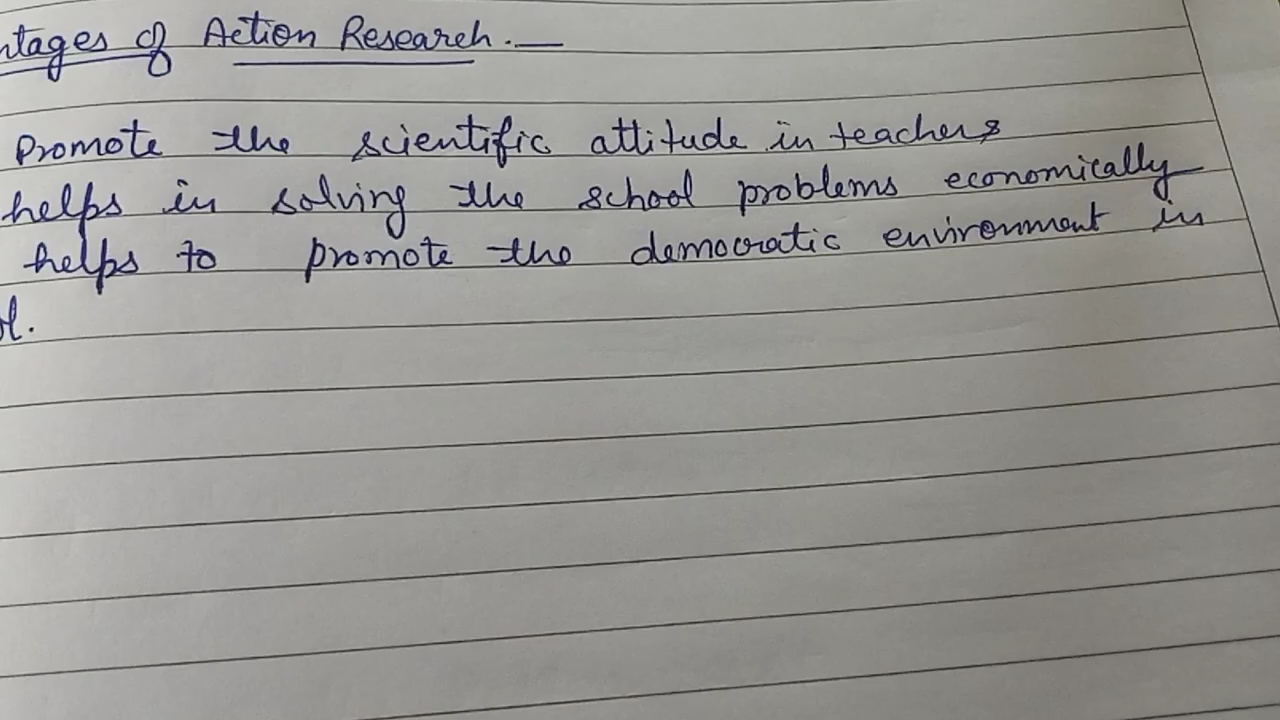 ntages of Action Research.—
Promote the scientific attitude in teachers
helps in solving the school problems economically
helps to promote the democratic environment in
ol.